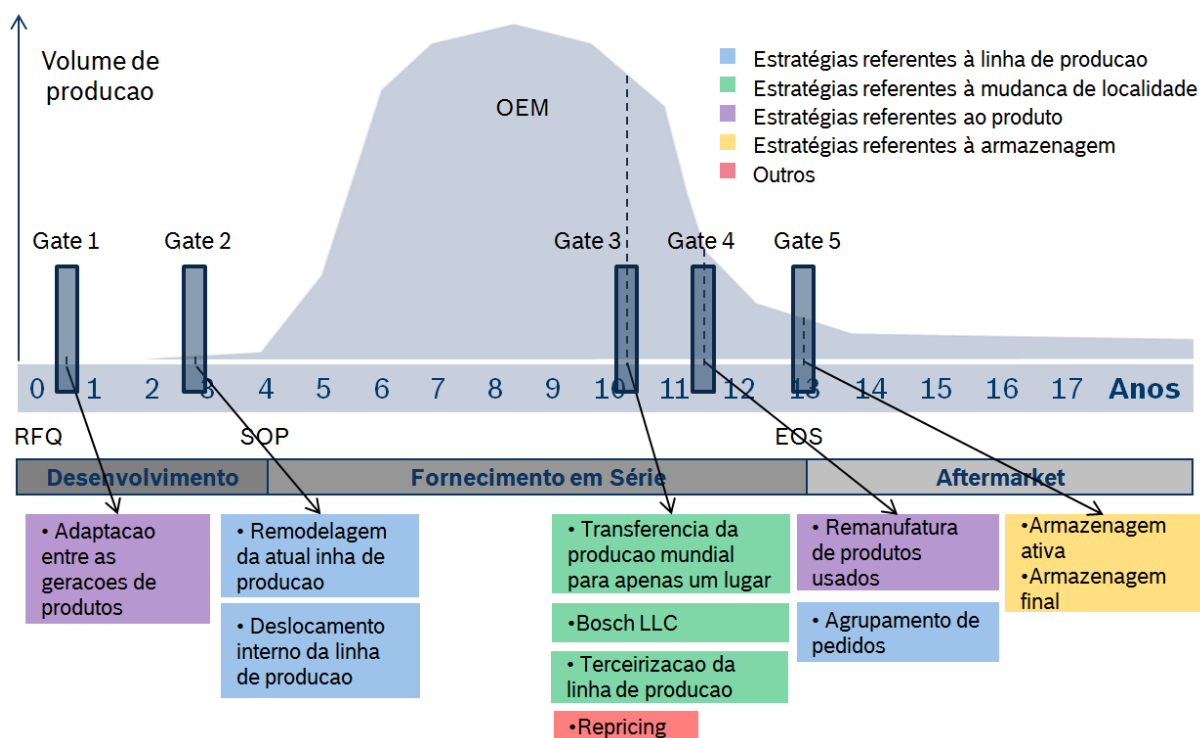 Volume de
producao
OEM
Estratégias referentes à linha de producao
Estratégias referentes à mudanca de localidade
Estratégias referentes ao produto
Estratégias referentes à armazenagem
Outros
Gate 1
Gate 2
Gate 3
Gate 4
Gate 5
0 1 2 3 4 5 6 7 8 9 10 11 12 13 14 15 16 17 Anos
RFQ
SOP
EOS
Desenvolvimento
Fornecimento em Série
Aftermarket
• Adaptacao
entre as
geracoes de
produtos
• Remodelagem
da atual inha de
producao
• Deslocamento
interno da linha
de producao
• Transferencia da
producao mundial
para apenas um lugar
•Bosch LLC
• Terceirizacao da
linha de producao
•Repricing
• Remanufatura
de produtos
usados
• Agrupamento de
pedidos
•Armazenagem
ativa
•Armazenagem
final